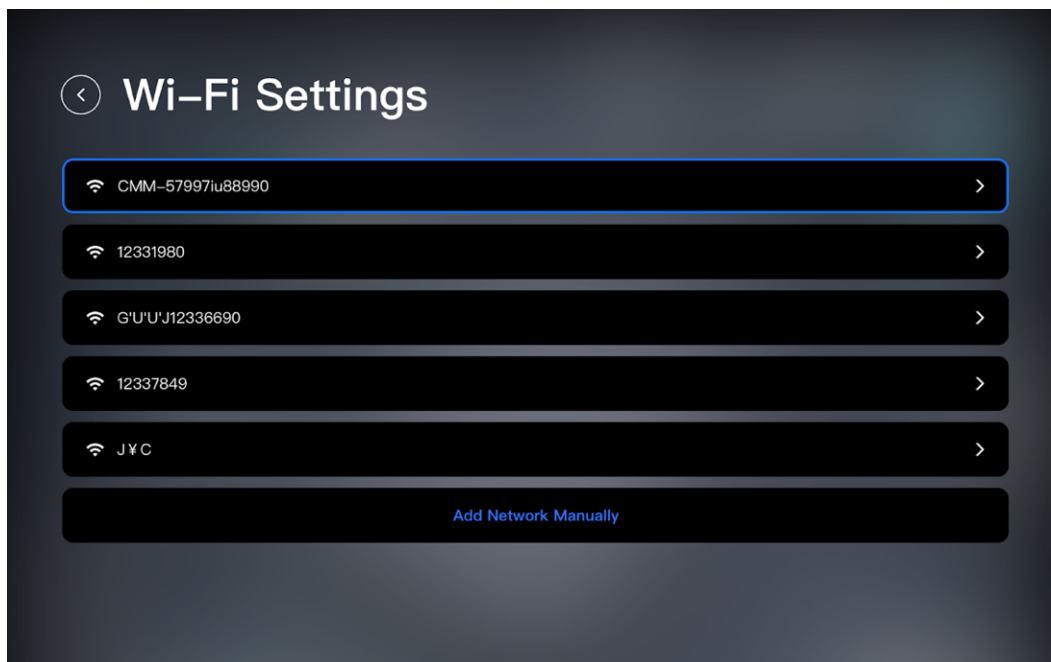 Wi-Fi Settings
CMM-57997iu88990
12331980
G'U'U'J12336690
12337849
J¥C
Add Network Manually